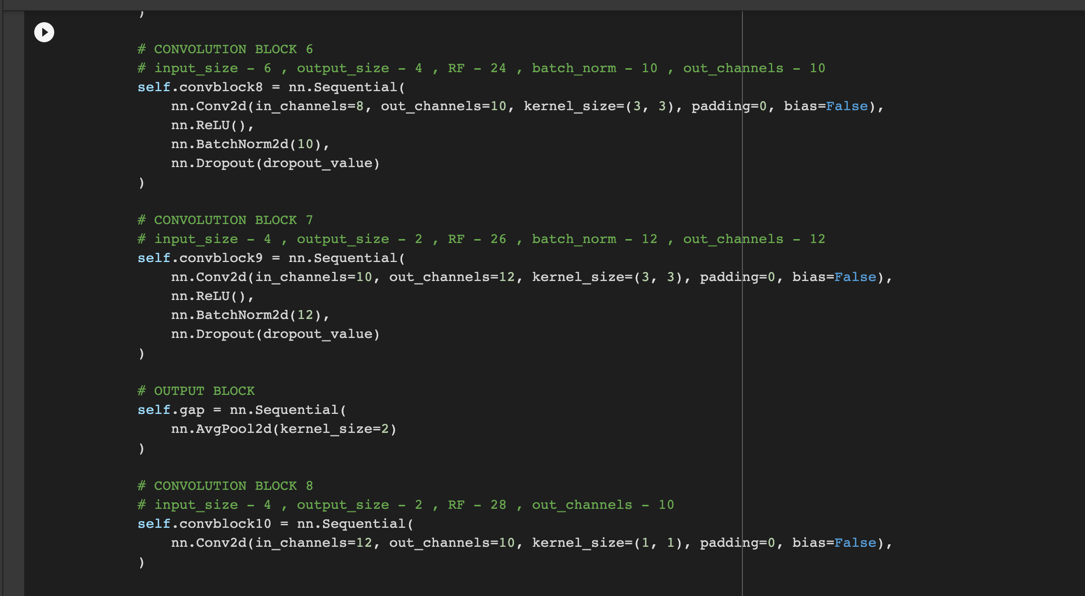 )
# CONVOLUTION BLOCK 6
# input_size - 6 , output_size - 4 , RF - 24 , batch_norm - 10 , out_channels - 10
self.convblock8 = nn.Sequential(
    nn.Conv2d(in_channels=8, out_channels=10, kernel_size=(3, 3), padding=0, bias=False),
    nn.ReLU(),
    nn.BatchNorm2d(10),
    nn.Dropout(dropout_value)
)
# CONVOLUTION BLOCK 7
# input_size - 4 , output_size - 2 , RF - 26 , batch_norm - 12 , out_channels - 12
self.convblock9 = nn.Sequential(
    nn.Conv2d(in_channels=10, out_channels=12, kernel_size=(3, 3), padding=0, bias=False),
    nn.ReLU(),
    nn.BatchNorm2d(12),
    nn.Dropout(dropout_value)
)
# OUTPUT BLOCK
self.gap = nn.Sequential(
    nn.AvgPool2d(kernel_size=2)
)
# CONVOLUTION BLOCK 8
# input_size - 4 , output_size - 2 , RF - 28 , out_channels - 10
self.convblock10 = nn.Sequential(
    nn.Conv2d(in_channels=12, out_channels=10, kernel_size=(1, 1), padding=0, bias=False),
)